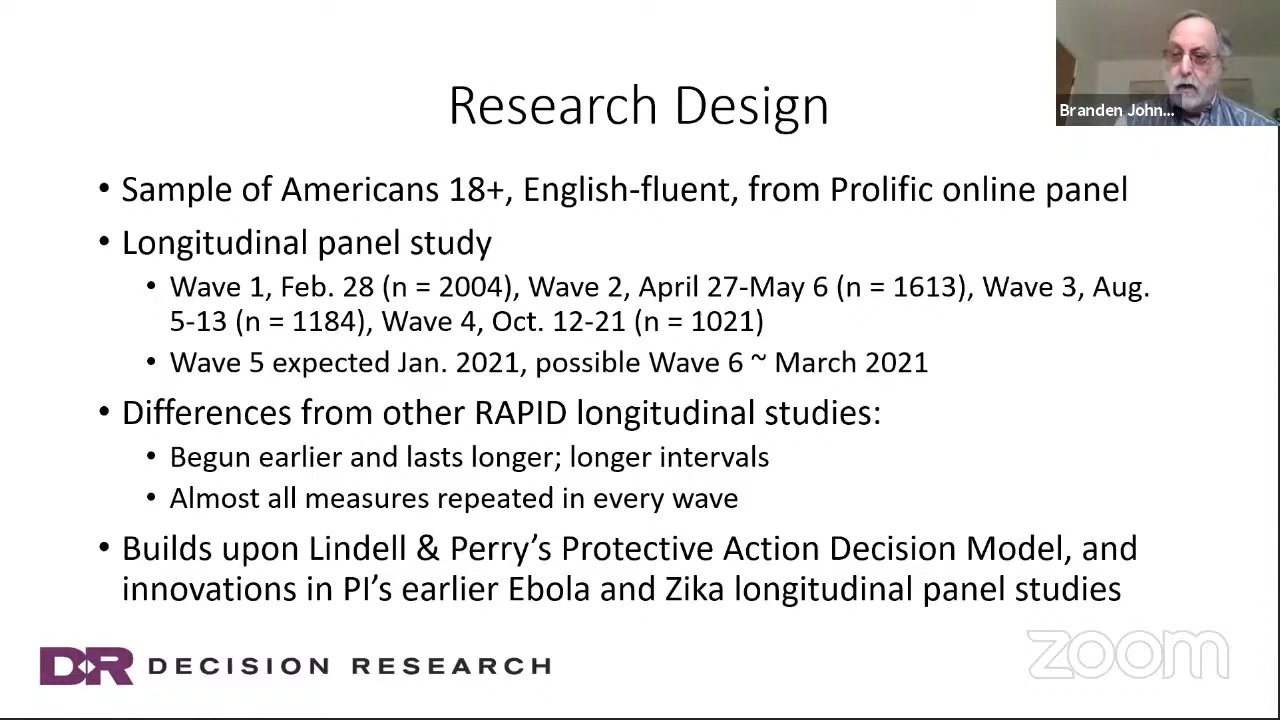 Branden John...
Research Design
• Sample of Americans 18+, English-fluent, from Prolific online panel
• Longitudinal panel study
• Wave 1, Feb. 28 (n = 2004), Wave 2, April 27-May 6 (n = 1613), Wave 3, Aug.
5-13 (n = 1184), Wave 4, Oct. 12-21 (n = 1021)
• Wave 5 expected Jan. 2021, possible Wave 6 ~ March 2021
• Differences from other RAPID longitudinal studies:
• Begun earlier and lasts longer; longer intervals
• Almost all measures repeated in every wave
• Builds upon Lindell & Perry’s Protective Action Decision Model, and
innovations in PI’s earlier Ebola and Zika longitudinal panel studies
DR DECISION RESEARCH
zoom